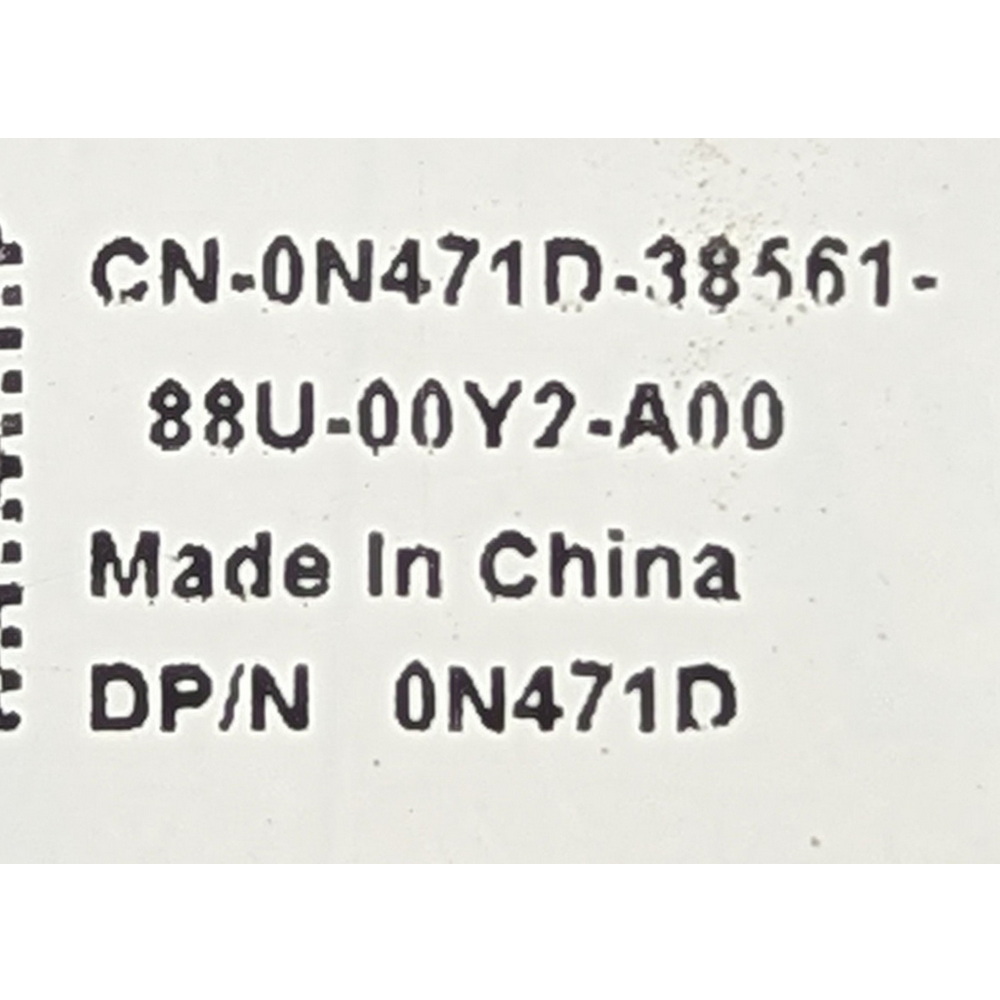 CN-0N471D-38561-
88U-00Y2-A00
Made In China
DP/N 0N471D